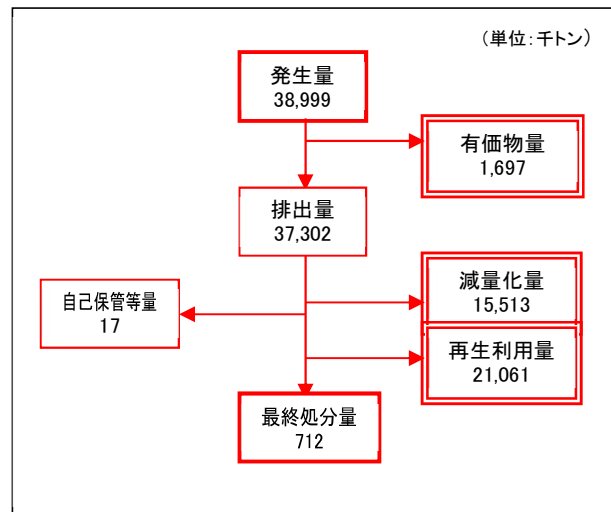 (単位：千トン)
発生量
38,999
有価物量
1,697
排出量
37,302
減量化量
15,513
自己保管等量
17
再生利用量
21,061
最終処分量
712